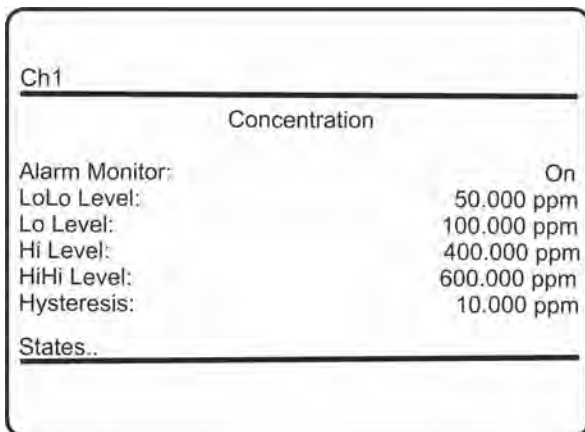 Ch1
Concentration
Alarm Monitor: On
LoLo Level: 50.000 ppm
Lo Level: 100.000 ppm
Hi Level: 400.000 ppm
HiHi Level: 600.000 ppm
Hysteresis: 10.000 ppm
States..